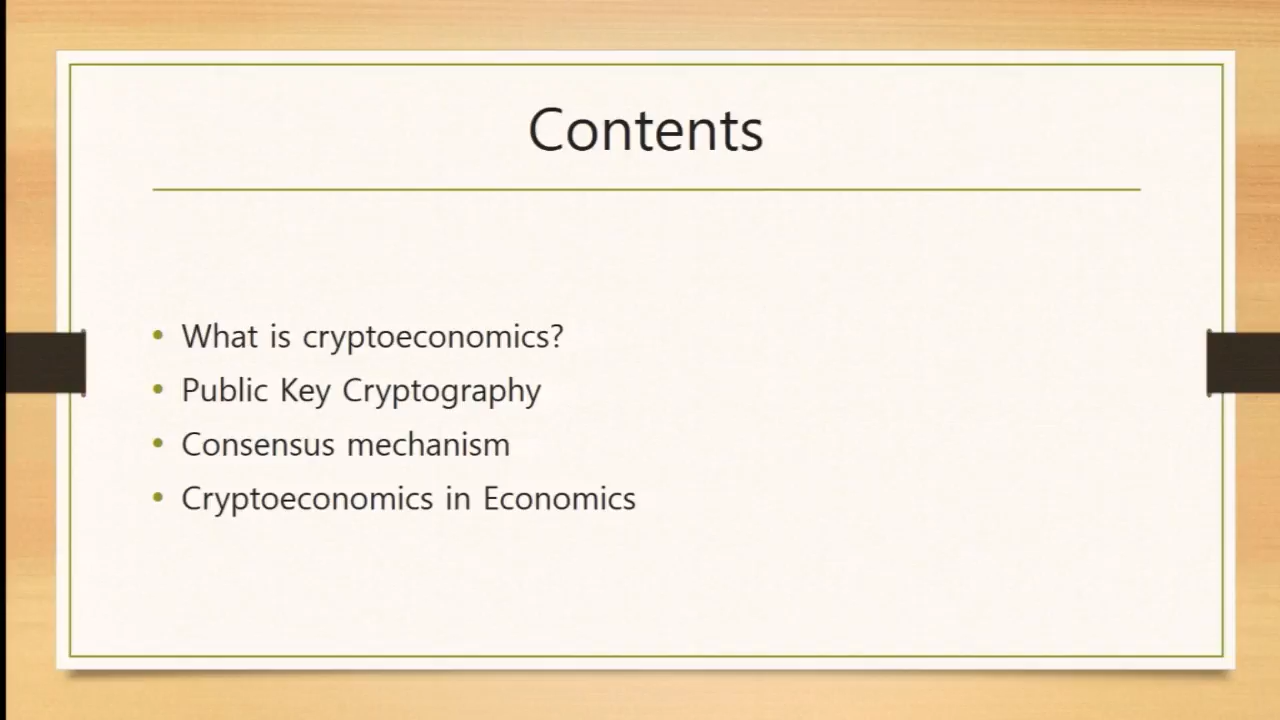 Contents
• What is cryptoeconomics?
• Public Key Cryptography
• Consensus mechanism
• Cryptoeconomics in Economics